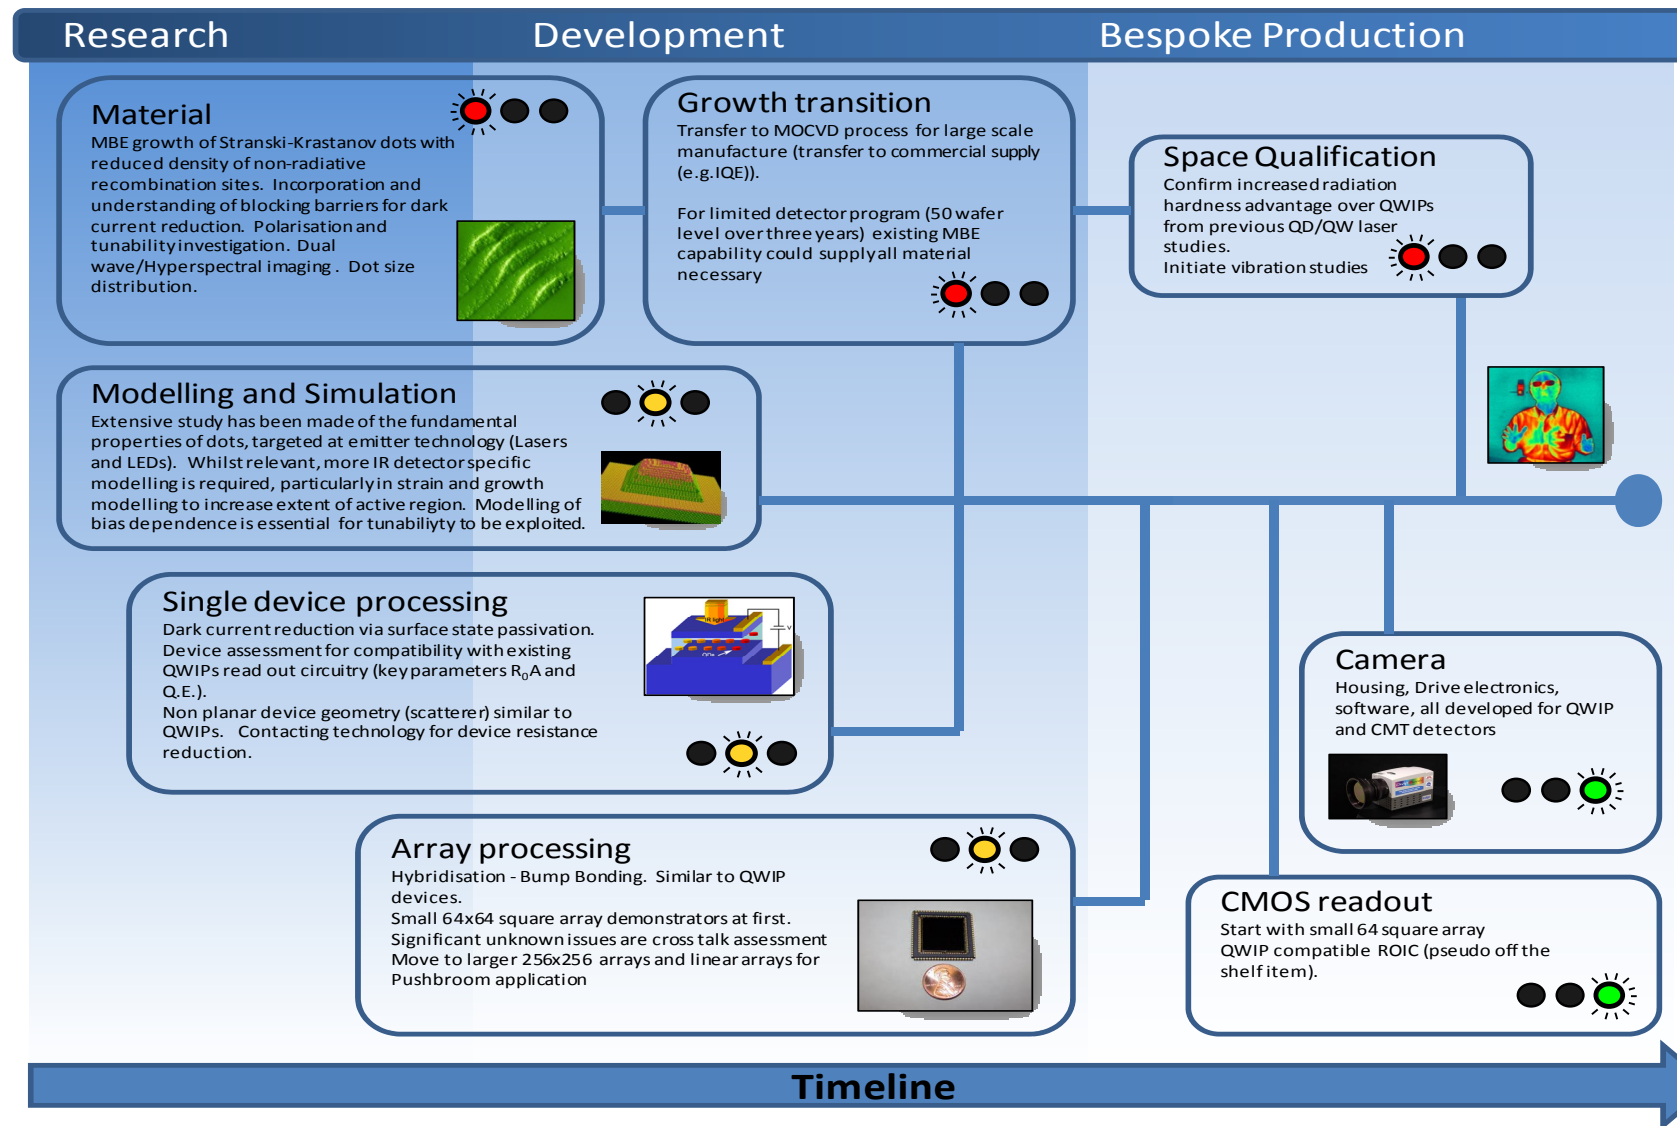 Research
Development
Bespoke Production
Material
MBE growth of Stranski-Krastanov dots with
reduced density of non-radiative
recombination sites. Incorporation and
understanding of blocking barriers for dark
current reduction. Polarisation and
tunability investigation. Dual
wave/Hyperspectral imaging . Dot size
distribution.
Growth transition
Transfer to MOCVD process for large scale
manufacture (transfer to commercial supply
(e.g.IQE)).
For limited detector program (50 wafer
level over three years) existing MBE
capability could supply all material
necessary
Space Qualification
Confirm increased radiation
hardness advantage over QWIPs
from previous QD/QW laser
studies.
Initiate vibration studies
Modelling and Simulation
Extensive study has been made of the fundamental
properties of dots, targeted at emitter technology (Lasers
and LEDs). Whilst relevant, more IR detector specific
modelling is required, particularly in strain and growth
modelling to increase extent of active region. Modelling of
bias dependence is essential for tunabiliyty to be exploited.
Single device processing
Dark current reduction via surface state passivation.
Device assessment for compatibility with existing
QWIPs read out circuitry (key parameters R₀A and
Q.E.).
Non planar device geometry (scatterer) similar to
QWIPs. Contacting technology for device resistance
reduction.
IR light
V
QDs
Camera
Housing, Drive electronics,
software, all developed for QWIP
and CMT detectors
Array processing
Hybridisation - Bump Bonding. Similar to QWIP
devices.
Small 64x64 square array demonstrators at first.
Significant unknown issues are cross talk assessment
Move to larger 256x256 arrays and linear arrays for
Pushbroom application
CMOS readout
Start with small 64 square array
QWIP compatible ROIC (pseudo off the
shelf item).
Timeline